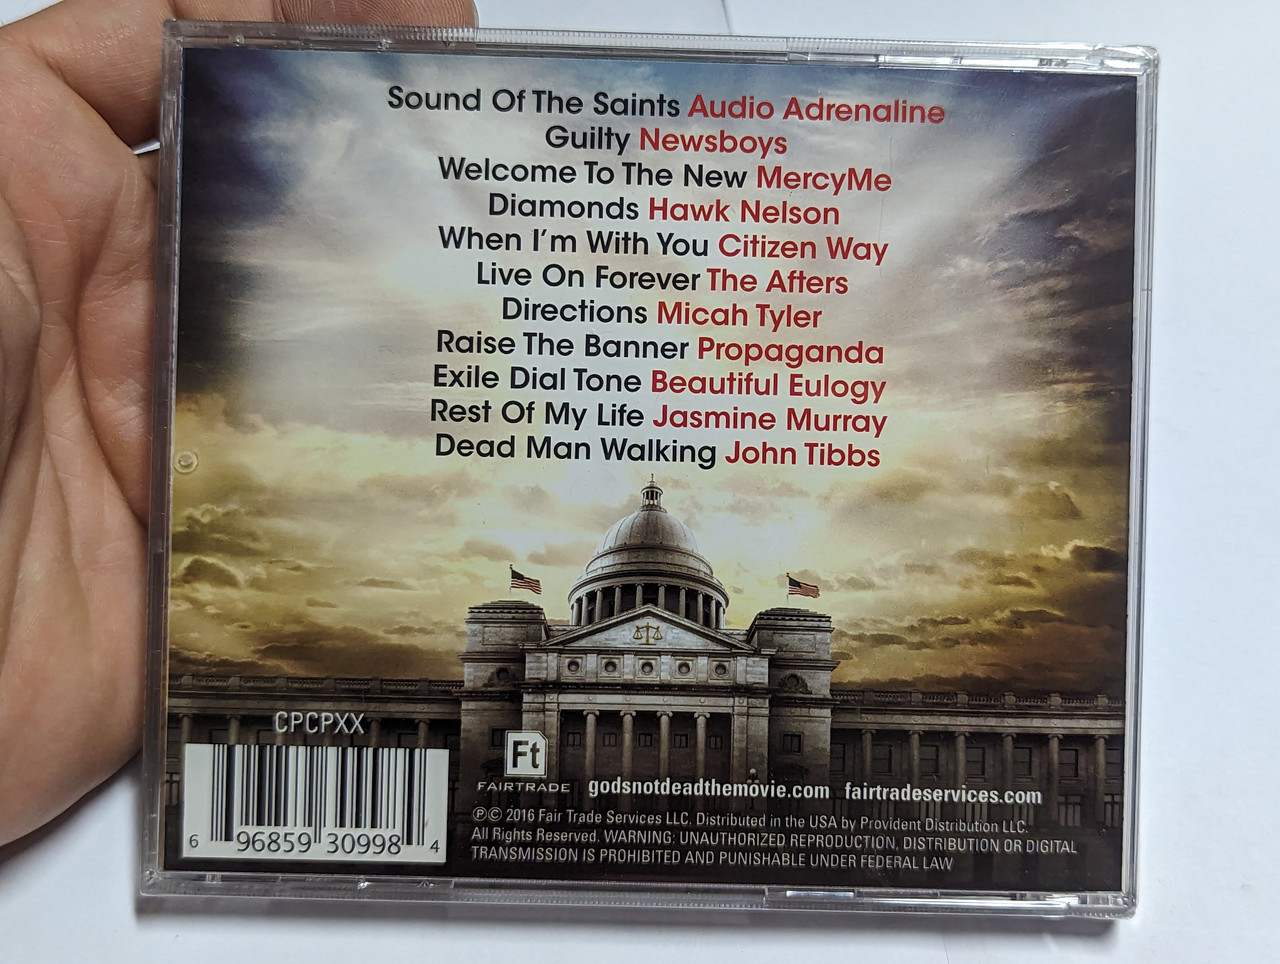 Sound Of The Saints Audio Adrenaline
Guilty Newsboys
Welcome To The New MercyMe
Diamonds Hawk Nelson
When I'm With You Citizen Way
Live On Forever The Afters
Directions Micah Tyler
Raise The Banner Propaganda
Exile Dial Tone Beautiful Eulogy
Rest Of My Life Jasmine Murray
Dead Man Walking John Tibbs
CPCPXX
6 96859 30998 4
Ft
FAIRTRADE
godsnotdeadthemovie.com fairtradeservices.com
℗© 2016 Fair Trade Services LLC. Distributed in the USA by Provident Distribution LLC.
All Rights Reserved. WARNING: UNAUTHORIZED REPRODUCTION, DISTRIBUTION OR DIGITAL
TRANSMISSION IS PROHIBITED AND PUNISHABLE UNDER FEDERAL LAW